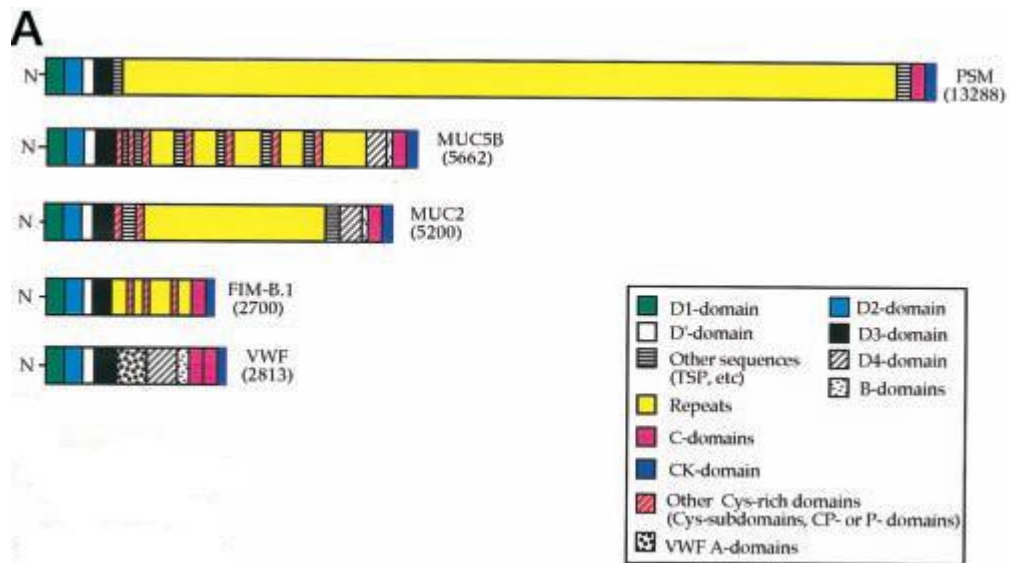 A
N
PSM
(13288)
N
MUC5B
(5662)
N
MUC2
(5200)
N
FIM-B.1
(2700)
N
VWF
(2813)
D1-domain
D2-domain
D'-domain
D3-domain
Other sequences
(TSP, etc)
D4-domain
B-domains
Repeats
C-domains
CK-domain
Other Cys-rich domains
(Cys-subdomains, CP- or P- domains)
VWF A-domains